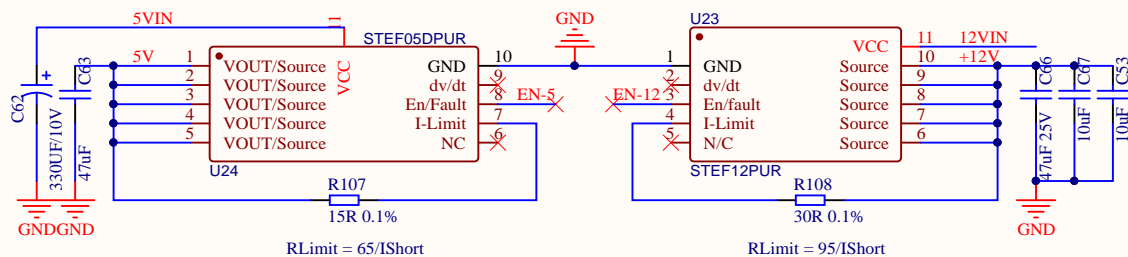 5VIN
11
STEF05DPUR
GND
U23
5V
1 VOUT/Source
2 VOUT/Source
3 VOUT/Source
4 VOUT/Source
5 VOUT/Source
VCC
GND 10
dv/dt 9
En/Fault 8
I-Limit 7
NC 6
EN-5
EN-12
1 GND
2 dv/dt
3 En/fault
4 I-Limit
5 N/C
VCC 11
Source 10
Source 9
Source 8
Source 7
Source 6
12VIN
+12V
C62
330UF/10V
C63
47uF
C66
47uF 25V
C67
10uF
C53
10uF
U24
STEF12PUR
R107
15R 0.1%
R108
30R 0.1%
GND
GND
GND
RLimit = 65/IShort
RLimit = 95/IShort